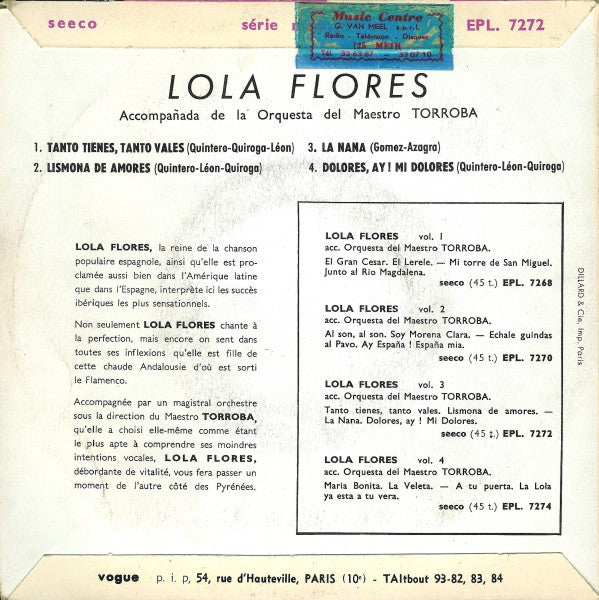 seeco série EPL. 7272
Music Centre
G. VAN MEEL s.p.r.l.
Radio - Télévision - Disques
125 MEIR
Tél. 32 63 87 — 33 07 10
LOLA FLORES
Accompañada de la Orquesta del Maestro TORROBA
1. TANTO TIENES, TANTO VALES (Quintero-Quiroga-Léon)
2. LISMONA DE AMORES (Quintero-Léon-Quiroga)
3. LA NANA (Gomez-Azagra)
4. DOLORES, AY ! MI DOLORES (Quintero-Léon-Quiroga)
LOLA FLORES, la reine de la chanson
populaire espagnole, ainsi qu'elle est pro-
clamée aussi bien dans l'Amérique latine
que dans l'Espagne, interprète ici les succès
ibériques les plus sensationnels.
Non seulement LOLA FLORES chante à
la perfection, mais encore on sent dans
toutes ses inflexions qu'elle est fille de
cette chaude Andalousie d'où est sorti
le Flamenco.
Accompagnée par un magistral orchestre
sous la direction du Maestro TORROBA,
qu'elle a choisi elle-même comme étant
le plus apte à comprendre ses moindres
intentions vocales, LOLA FLORES,
débordante de vitalité, vous fera passer un
moment de l'autre côté des Pyrénées.
LOLA FLORES vol. 1
acc. Orquesta del Maestro TORROBA.
El Gran Cesar. El Lerele. — Mi torre de San Miguel.
Junto al Rio Magdalena.
seeco (45 t.) EPL. 7268
LOLA FLORES vol. 2
acc. Orquesta del Maestro TORROBA.
Al son, al son. Soy Morena Clara. — Echale guindas
al Pavo. Ay España ! España mia.
seeco (45 t.) EPL. 7270
LOLA FLORES vol. 3
acc. Orquesta del Maestro TORROBA.
Tanto tienes, tanto vales. Lismona de amores. —
La Nana. Dolores, ay ! Mi Dolores.
seeco (45 t.) EPL. 7272
LOLA FLORES vol. 4
acc. Orquesta del Maestro TORROBA.
Maria Bonita. La Veleta. — A tu puerta. La Lola
ya esta a tu vera.
seeco (45 t.) EPL. 7274
DILLARD & Cie, Imp. Paris
vogue p. i. p, 54, rue d'Hauteville, PARIS (10e) - TAItbout 93-82, 83, 84